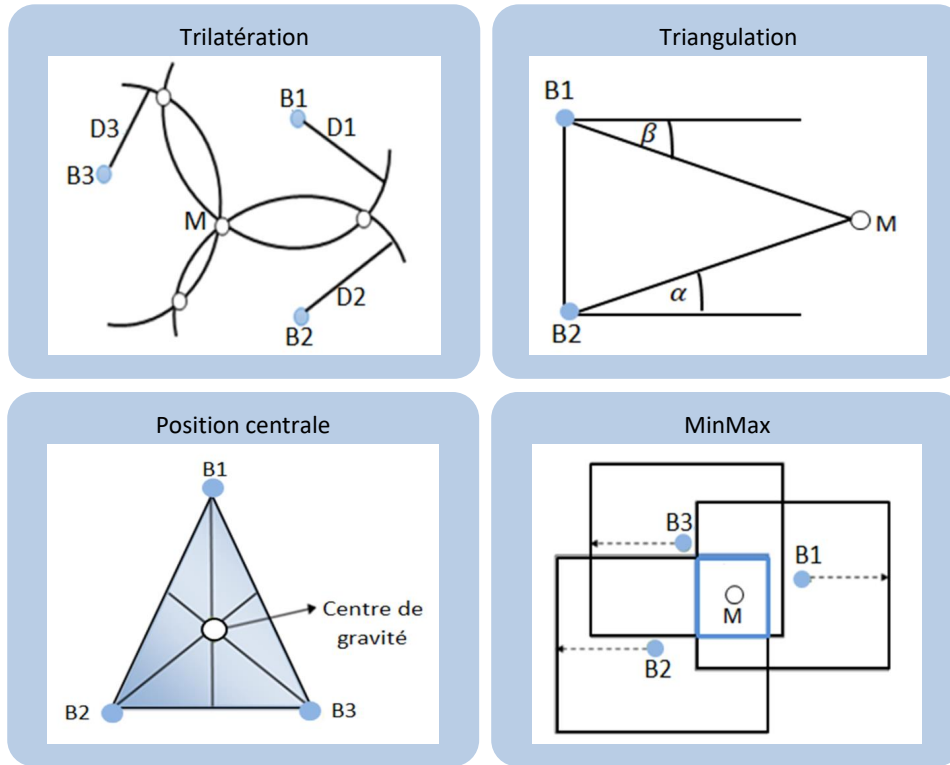 Trilatération
B1
D1
D3
B3
M
D2
B2
Triangulation
B1
β
M
α
B2
Position centrale
B1
Centre de
gravité
B2
B3
MinMax
B3
B1
M
B2